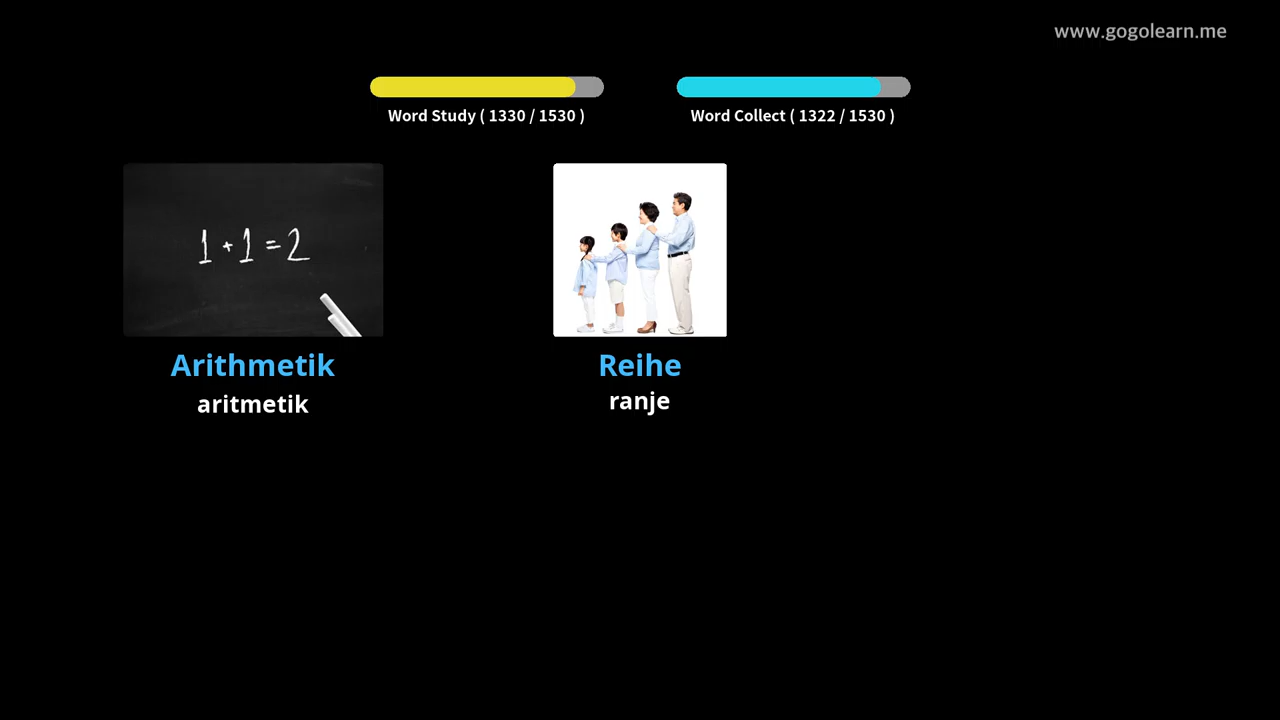 www.gogolearn.me
Word Study ( 1330 / 1530 )
Word Collect ( 1322 / 1530 )
1 + 1 = 2
Arithmetik
aritmetik
Reihe
ranje